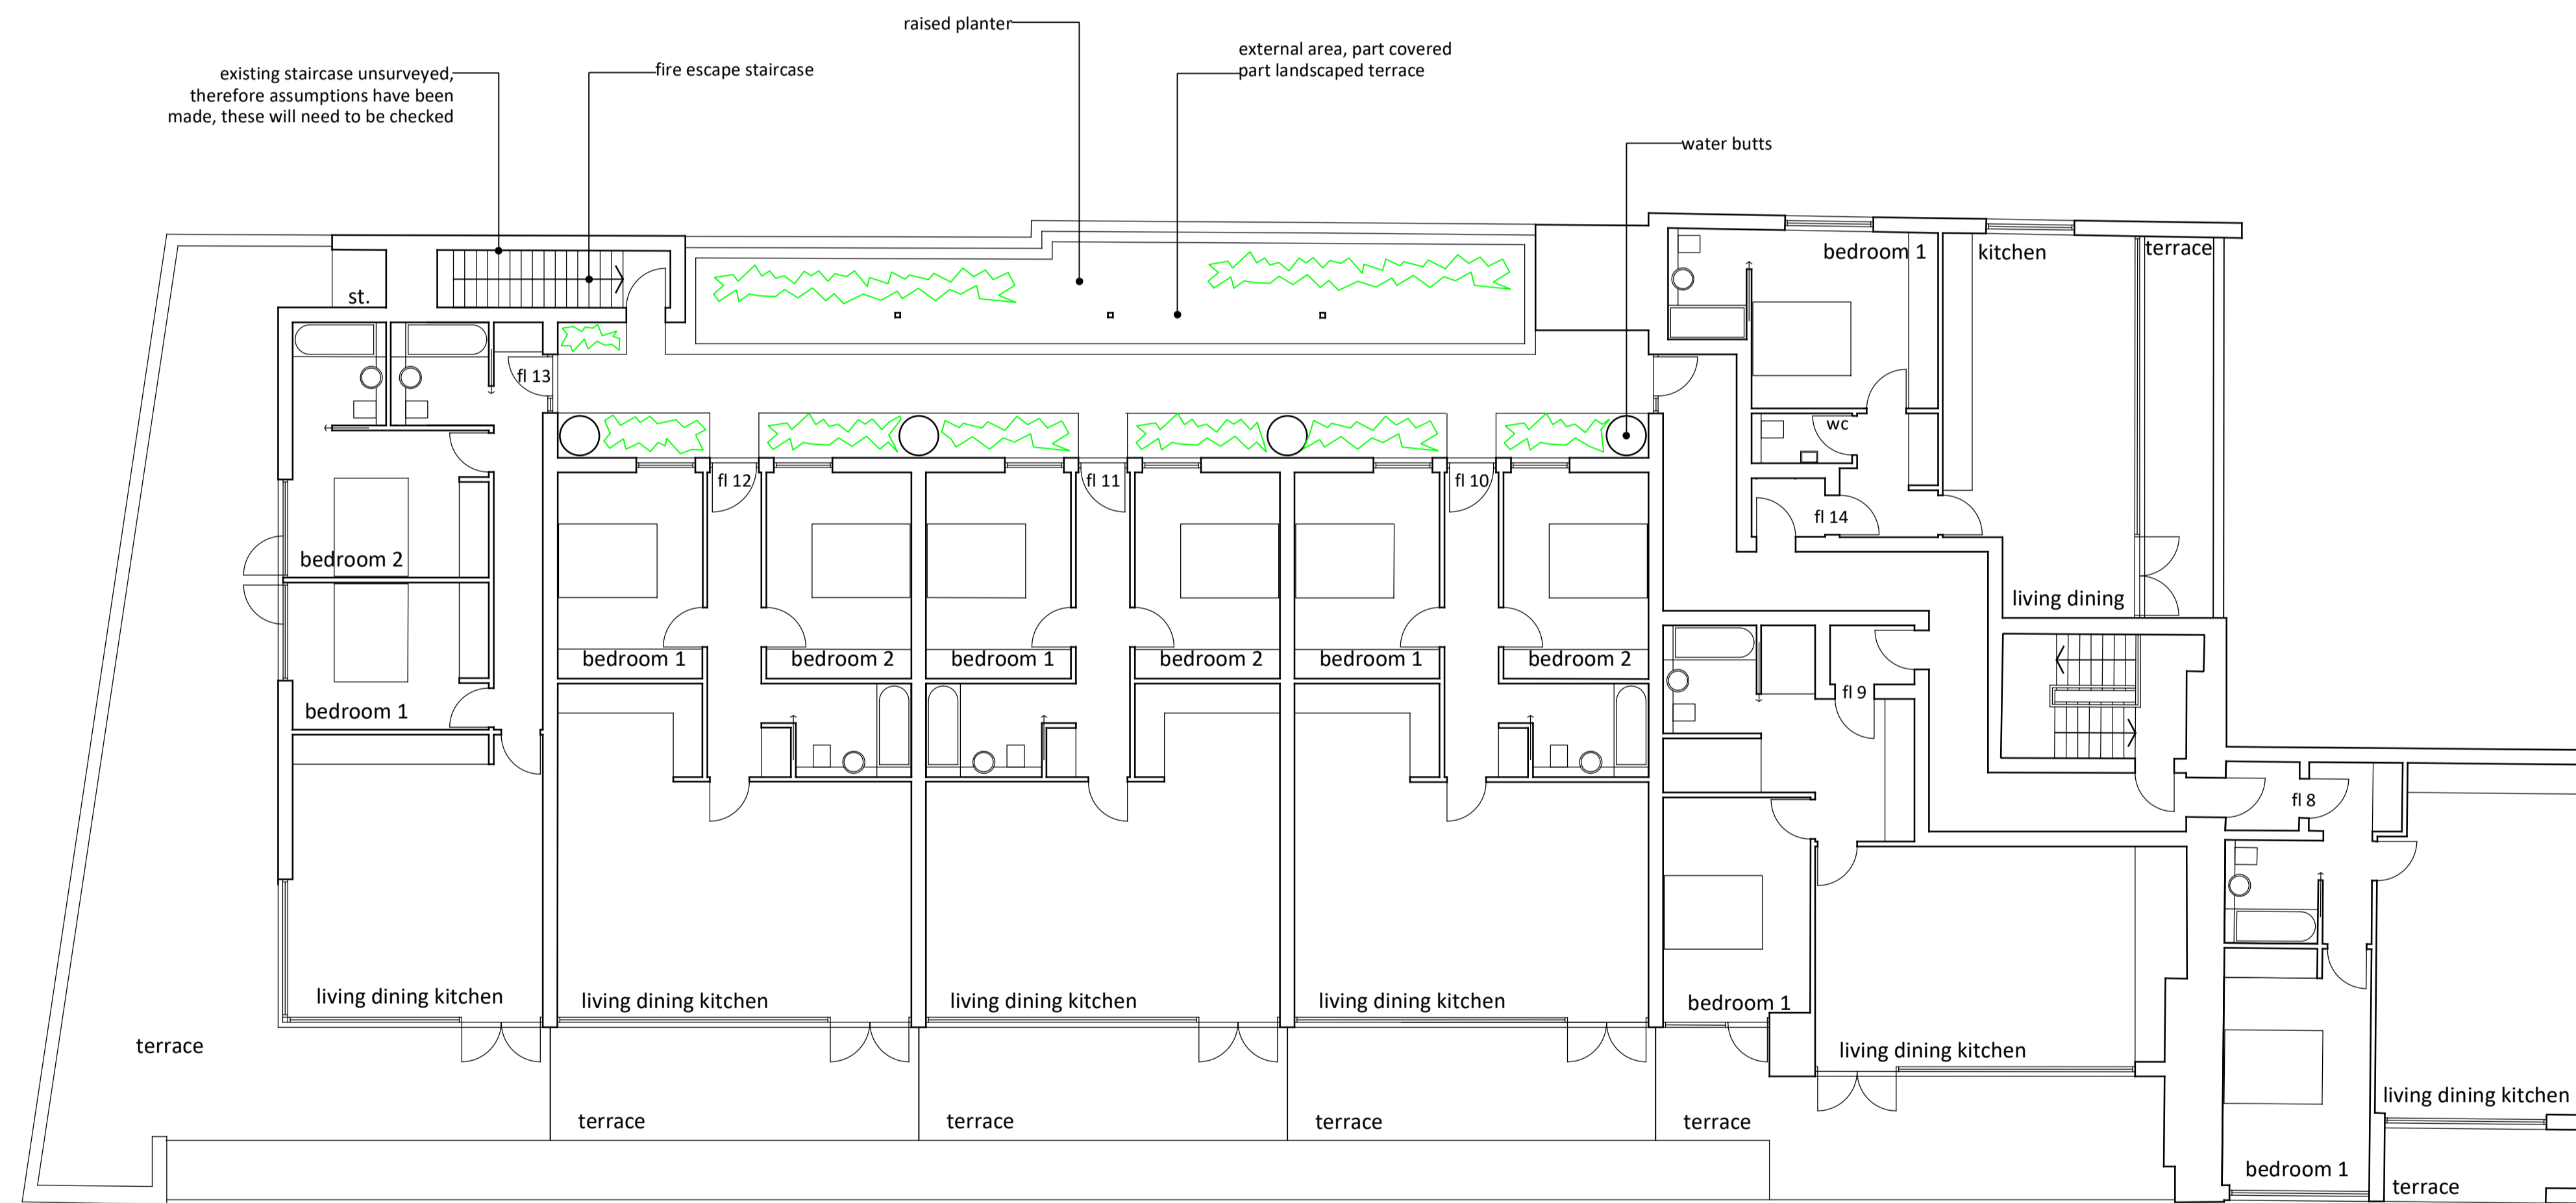 raised planter
external area, part covered
part landscaped terrace
existing staircase unsurveyed,
therefore assumptions have been
made, these will need to be checked
fire escape staircase
water butts
st.
bedroom 1
kitchen
terrace
fl 13
wc
fl 12
fl 11
fl 10
fl 14
bedroom 2
living dining
bedroom 1
bedroom 2
bedroom 1
bedroom 2
bedroom 1
bedroom 2
fl 9
bedroom 1
fl 8
living dining kitchen
living dining kitchen
living dining kitchen
living dining kitchen
bedroom 1
terrace
living dining kitchen
living dining kitchen
terrace
terrace
terrace
terrace
bedroom 1
terrace